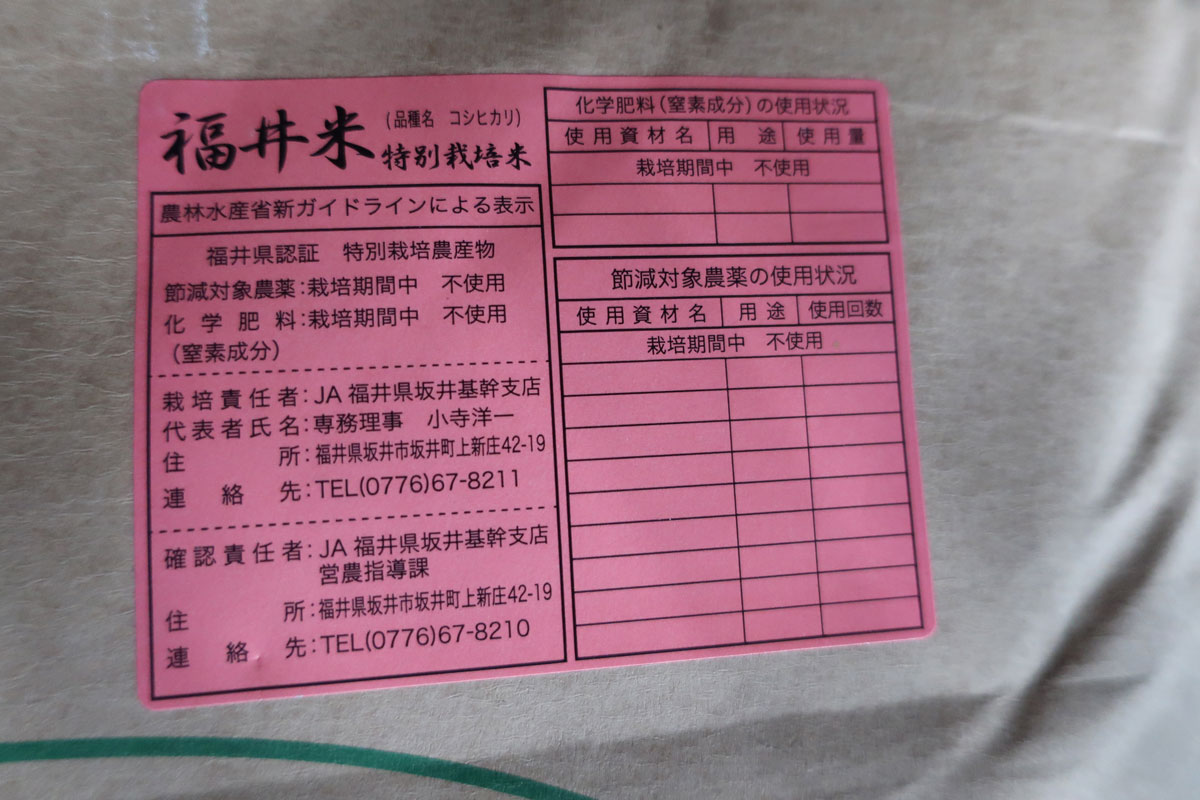 福井米
(品種名 コシヒカリ)
特別栽培米
農林水産省新ガイドラインによる表示
福井県認証 特別栽培農産物
節減対象農薬:栽培期間中 不使用
化学肥料:栽培期間中 不使用
(窒素成分)
栽培責任者:JA福井県坂井基幹支店
代表者氏名:専務理事 小寺洋一
住所:福井県坂井市坂井町上新庄42-19
連絡先:TEL(0776)67-8211
確認責任者:JA福井県坂井基幹支店
営農指導課
住所:福井県坂井市坂井町上新庄42-19
連絡先:TEL(0776)67-8210
化学肥料(窒素成分)の使用状況
使用資材名 用途 使用量
栽培期間中 不使用
節減対象農薬の使用状況
使用資材名 用途 使用回数
栽培期間中 不使用